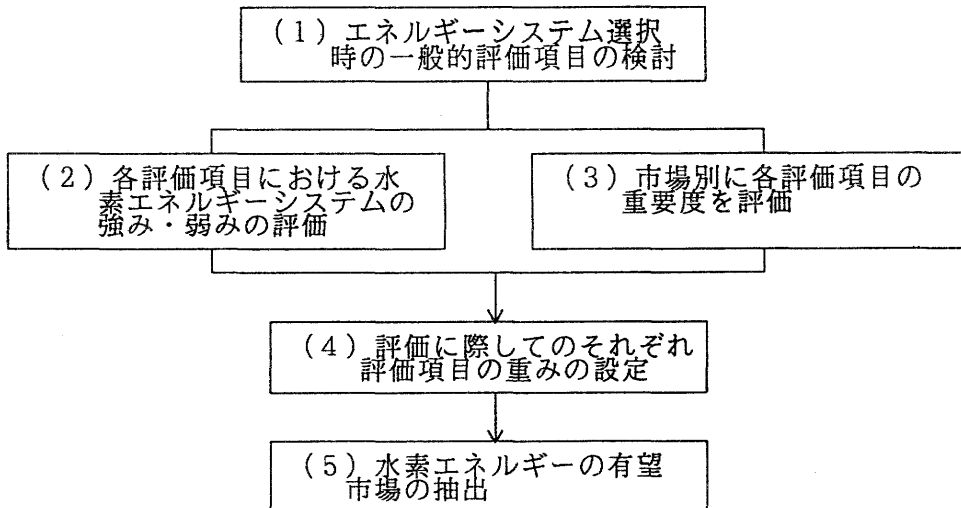 （１）エネルギーシステム選択
時の一般的評価項目の検討
（２）各評価項目における水
素エネルギーシステムの
強み・弱みの評価
（３）市場別に各評価項目の
重要度を評価
（４）評価に際してのそれぞれ
評価項目の重みの設定
（５）水素エネルギーの有望
市場の抽出